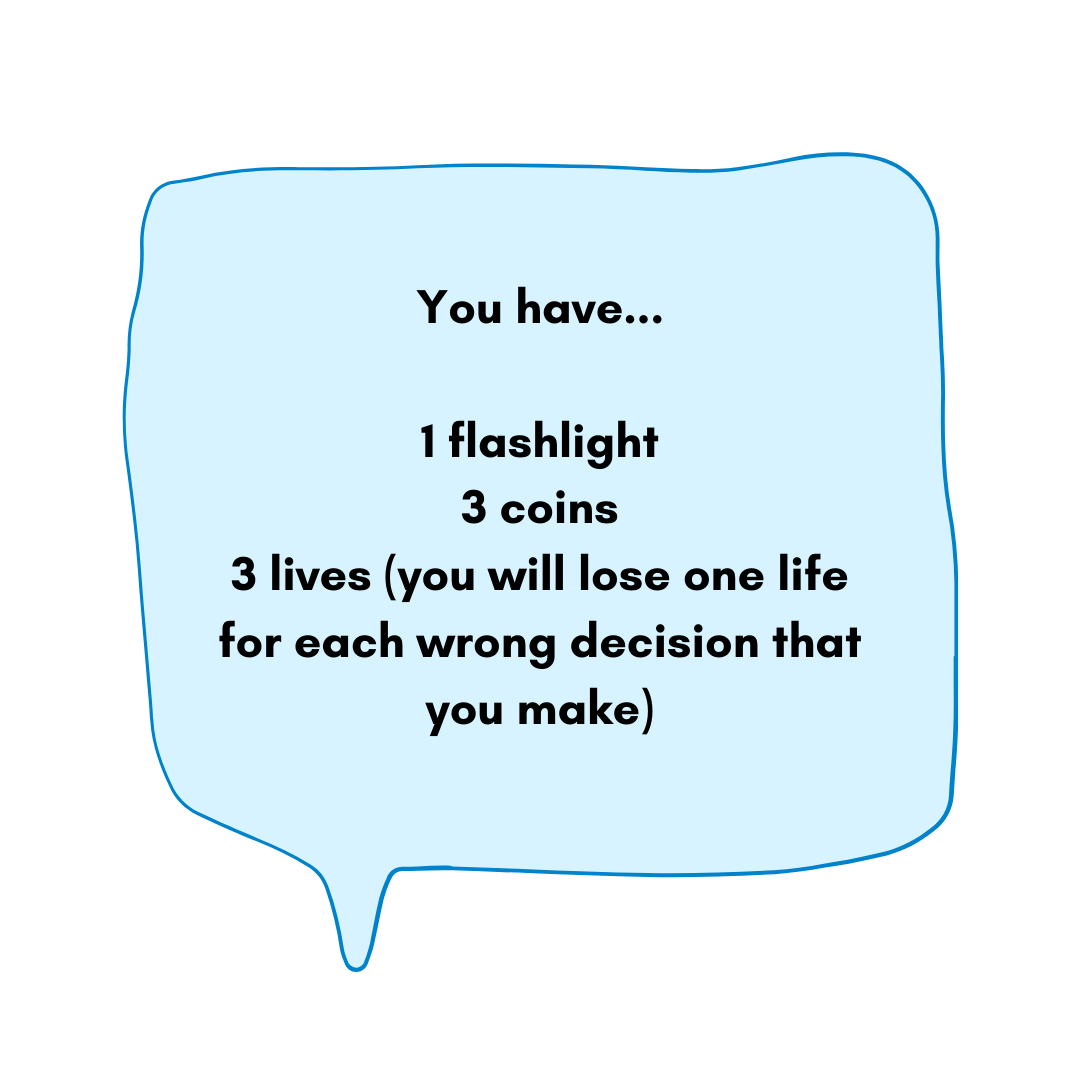 You have...
1 flashlight
3 coins
3 lives (you will lose one life
for each wrong decision that
you make)